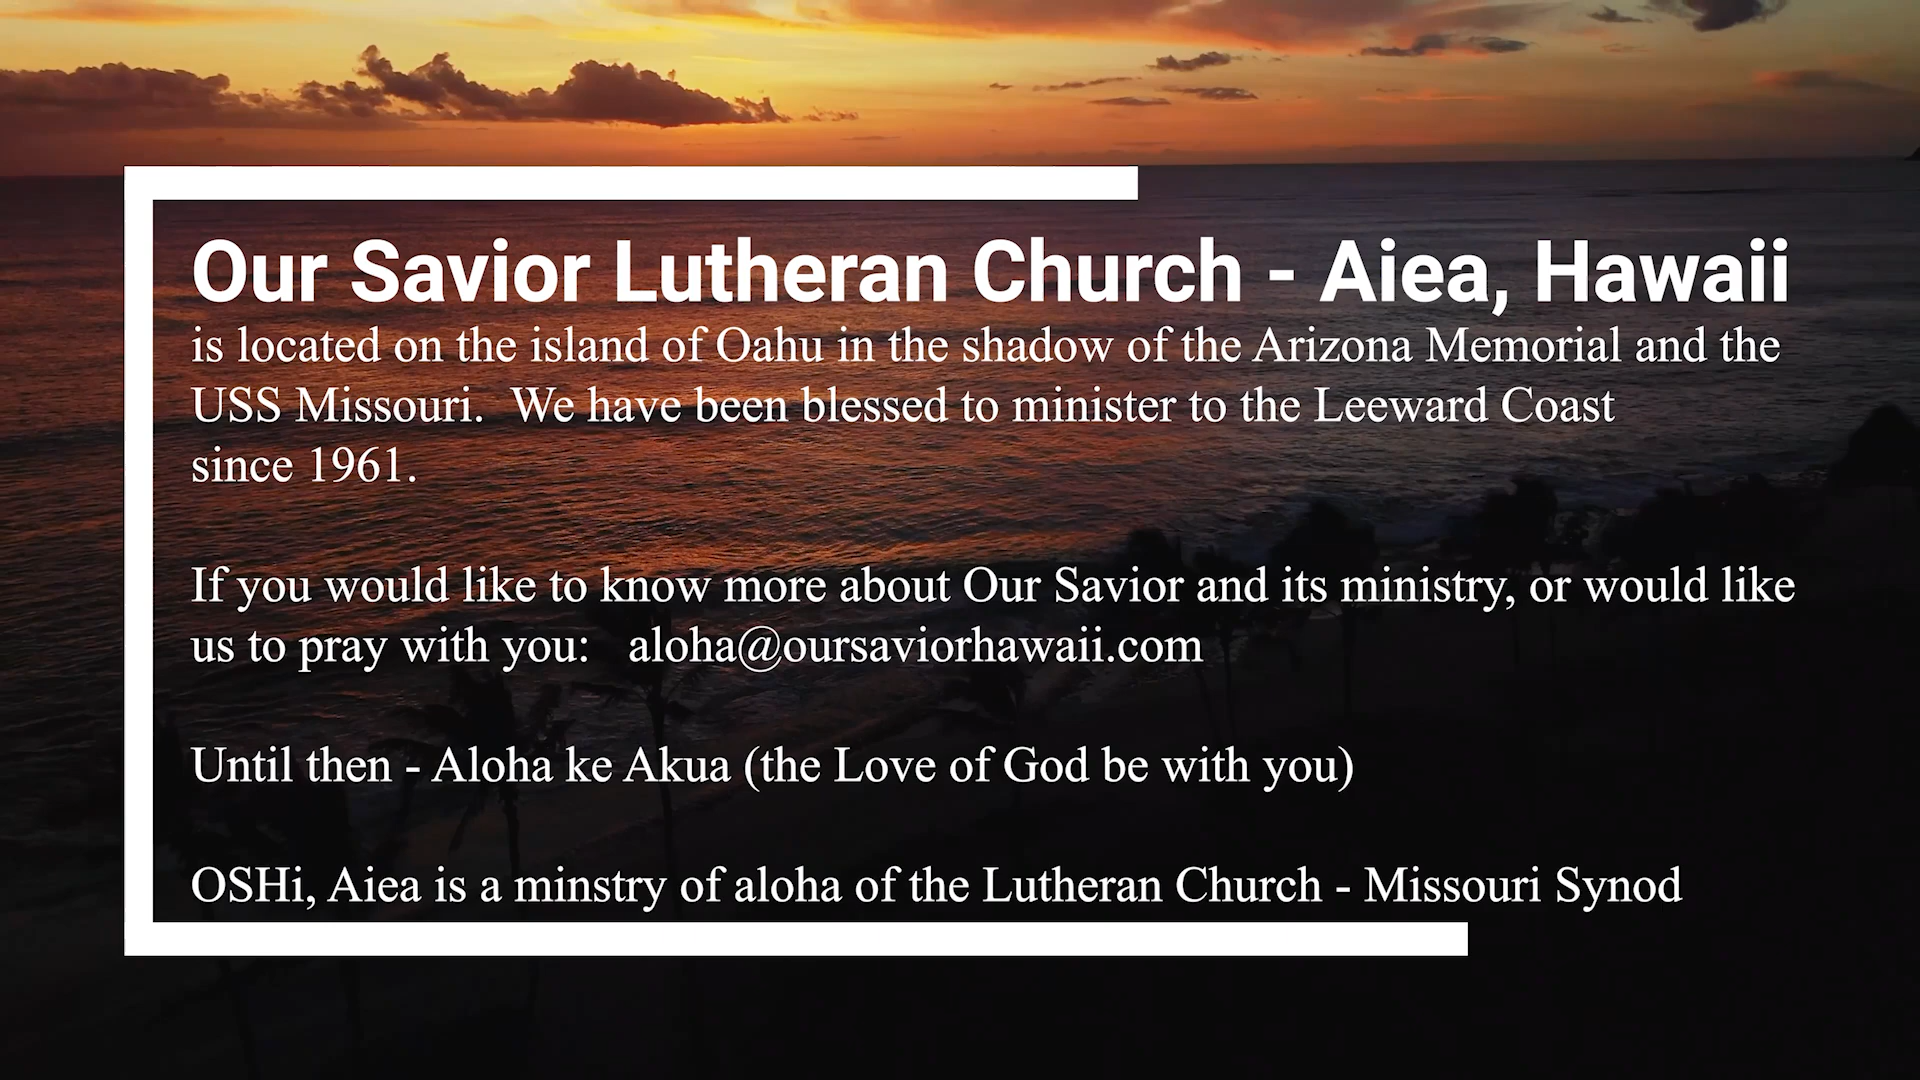 Our Savior Lutheran Church - Aiea, Hawaii
is located on the island of Oahu in the shadow of the Arizona Memorial and the
USS Missouri.  We have been blessed to minister to the Leeward Coast
since 1961.
If you would like to know more about Our Savior and its ministry, or would like
us to pray with you:   aloha@oursaviorhawaii.com
Until then - Aloha ke Akua (the Love of God be with you)
OSHi, Aiea is a minstry of aloha of the Lutheran Church - Missouri Synod